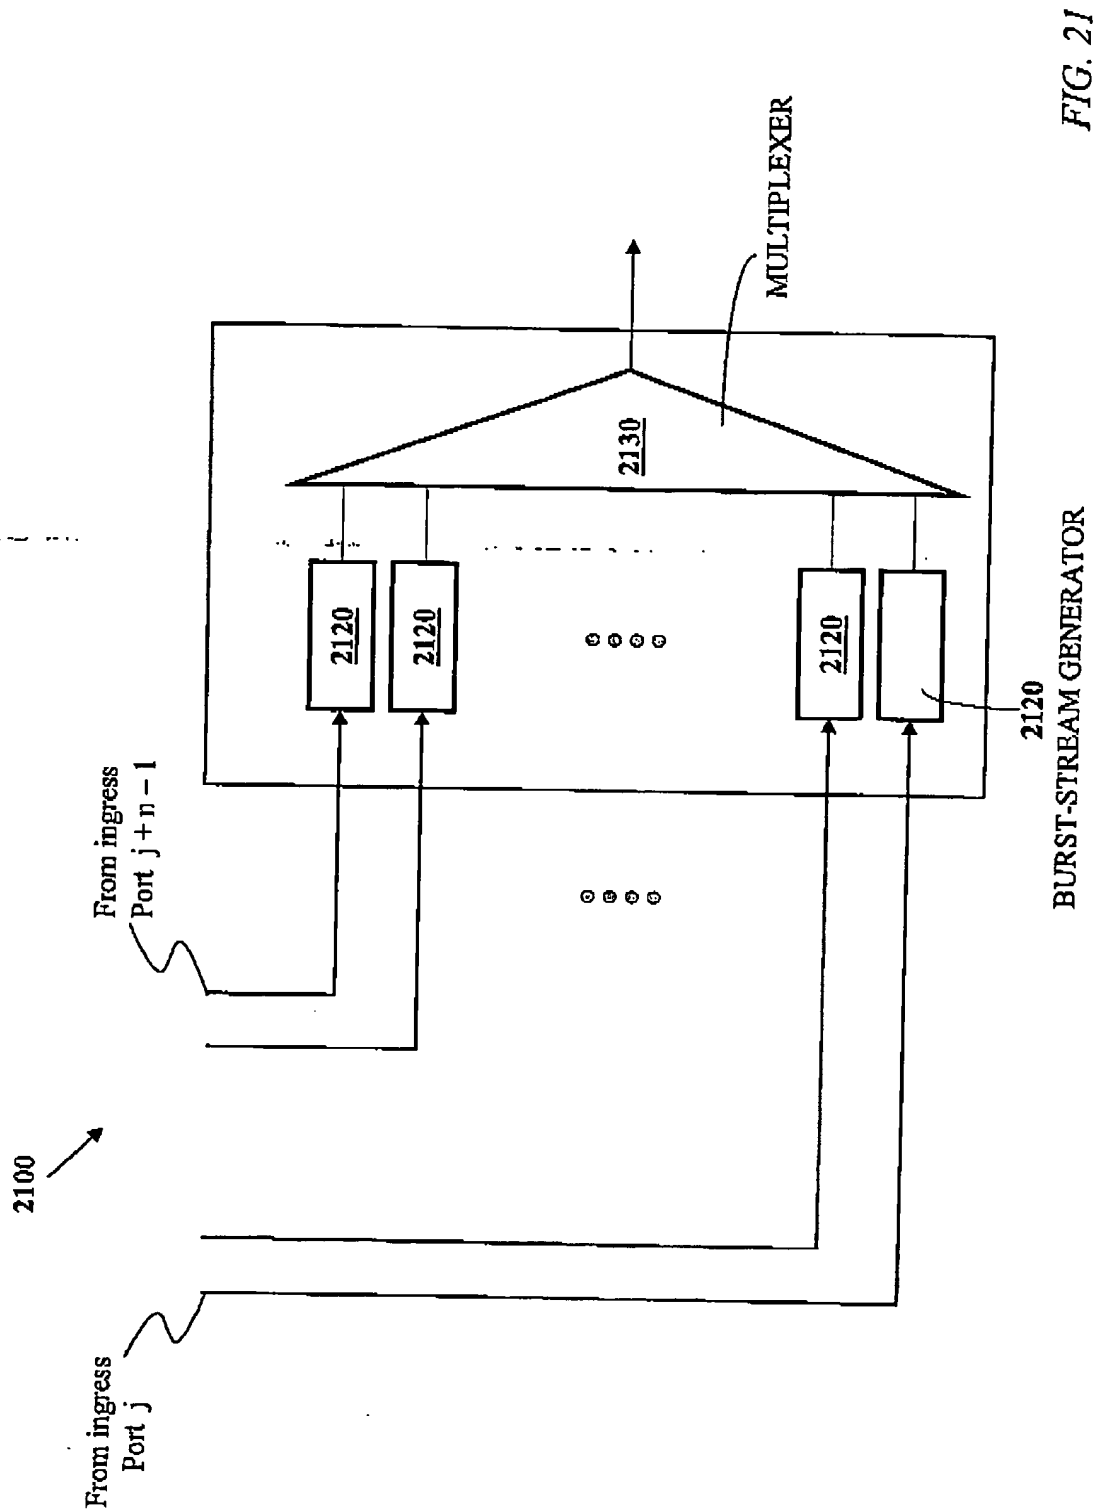 2100
From ingress
Port j
From ingress
Port j + n – 1
2120
2120
2120
2120
2130
MULTIPLEXER
BURST-STREAM GENERATOR
FIG. 21